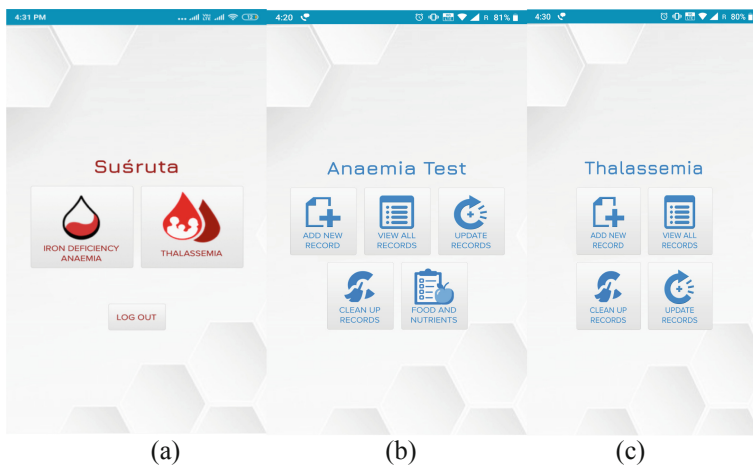 4:31 PM
4:20
R 81%
4:30
R 80%
Suśruta
IRON DEFICIENCY
ANAEMIA
THALASSEMIA
LOG OUT
Anaemia Test
ADD NEW
RECORD
VIEW ALL
RECORDS
UPDATE
RECORDS
CLEAN UP
RECORDS
FOOD AND
NUTRIENTS
Thalassemia
ADD NEW
RECORD
VIEW ALL
RECORDS
CLEAN UP
RECORDS
UPDATE
RECORDS
(a)
(b)
(c)